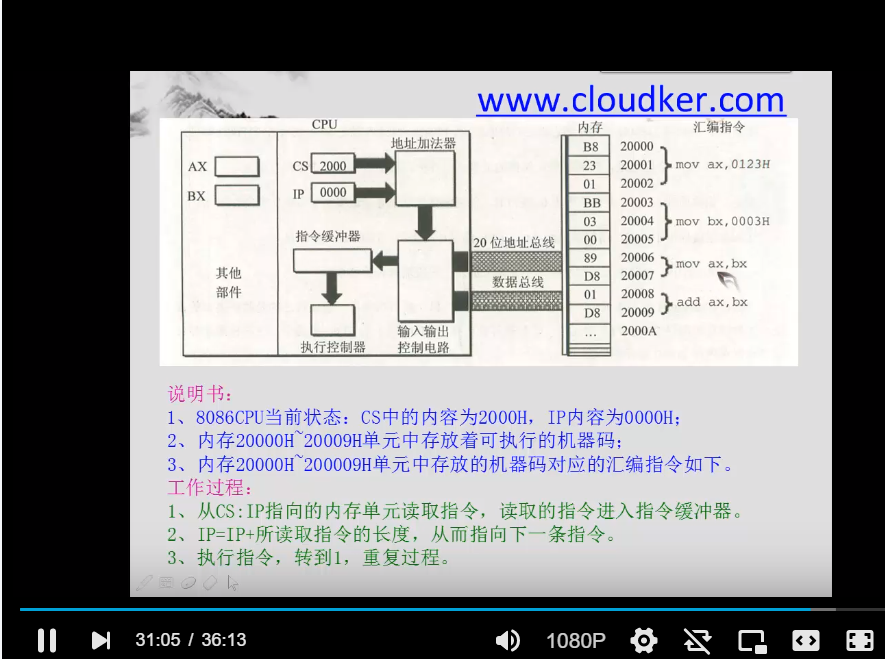 www.cloudker.com
CPU
内存
汇编指令
地址加法器
AX
BX
CS
2000
IP
0000
指令缓冲器
其他
部件
执行控制器
输入输出
控制电路
20 位地址总线
数据总线
B8 20000
23 20001 mov ax,0123H
01 20002
BB 20003
03 20004 mov bx,0003H
00 20005
89 20006 mov ax,bx
D8 20007
01 20008 add ax,bx
D8 20009
... 2000A
说明书:
1、8086CPU当前状态: CS中的内容为2000H, IP内容为0000H;
2、内存20000H~20009H单元中存放着可执行的机器码;
3、内存20000H~200009H单元中存放的机器码对应的汇编指令如下。
工作过程:
1、从CS:IP指向的内存单元读取指令, 读取的指令进入指令缓冲器。
2、IP=IP+所读取指令的长度, 从而指向下一条指令。
3、执行指令, 转到1, 重复过程。
31:05 / 36:13
1080P